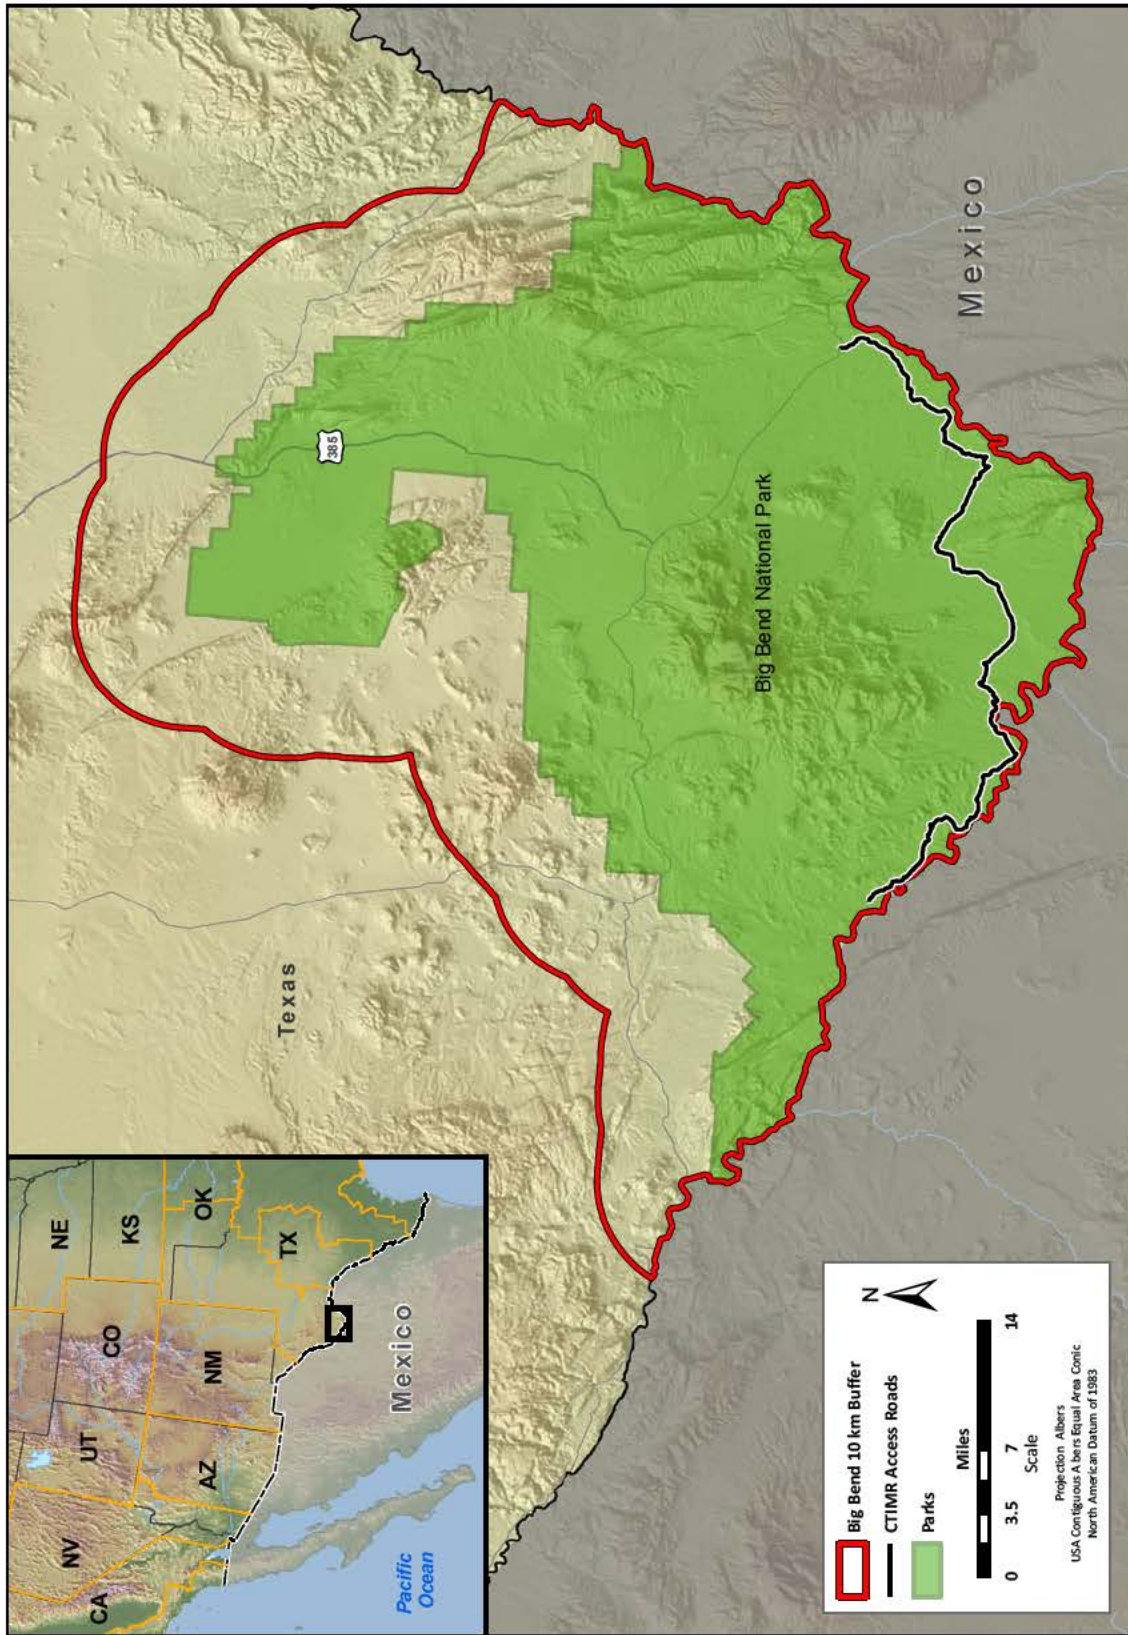 NV
UT
CO
NE
KS
CA
AZ
NM
OK
TX
Pacific
Ocean
Mexico
Texas
385
Big Bend National Park
Mexico
Big Bend 10 km Buffer
CTIMR Access Roads
Parks
N
Miles
0 3.5 7 14
Scale
Projection Albers
USA Contiguous A bers Equal Area Conic
North American Datum of 1983